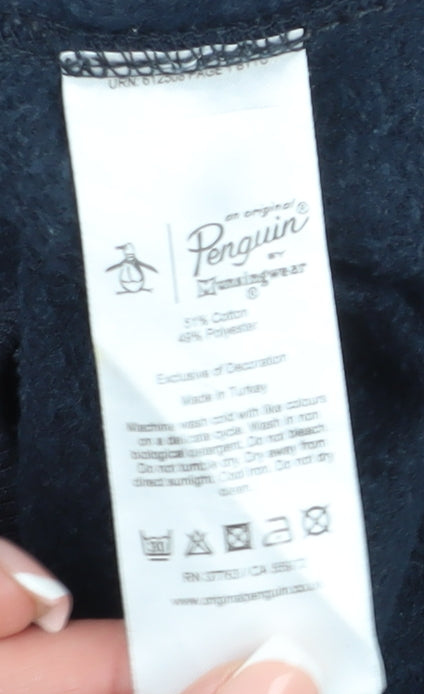 an original
Penguin®
BY
Munsingwear
®
51% Cotton
49% Polyester
Exclusive of Decoration
Made in Turkey
Machine wash cold with like colours
on a delicate cycle. Wash in non
biological detergent. Do not bleach.
Do not tumble dry. Dry away from
direct sunlight. Cool iron. Do not dry
clean.
30
www.originalpenguin.co.uk